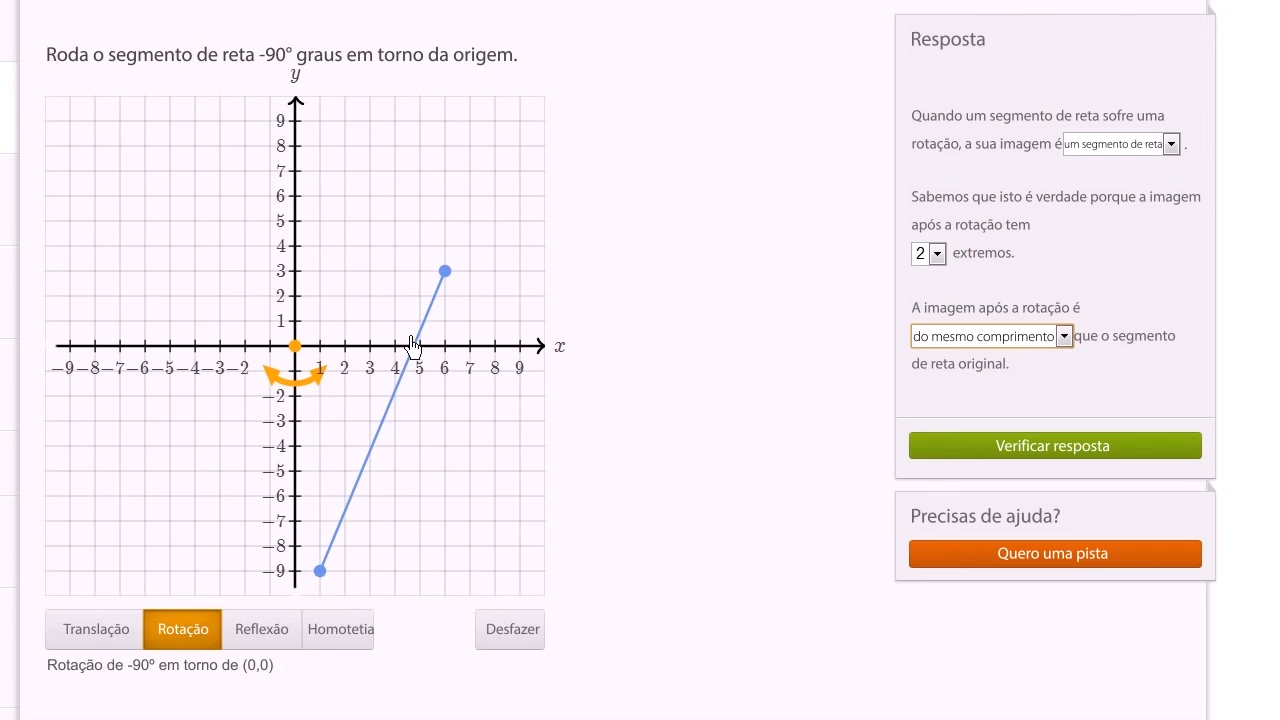 Roda o segmento de reta -90° graus em torno da origem.
y
9
8
7
6
5
4
3
2
1
x
−9 −8 −7 −6 −5 −4 −3 −2 1 2 3 4 5 6 7 8 9
−2
−3
−4
−5
−6
−7
−8
−9
Translação Rotação Reflexão Homotetia Desfazer
Rotação de -90º em torno de (0,0)
Resposta
Quando um segmento de reta sofre uma
rotação, a sua imagem é um segmento de reta .
Sabemos que isto é verdade porque a imagem
após a rotação tem
2 extremos.
A imagem após a rotação é
do mesmo comprimento que o segmento
de reta original.
Verificar resposta
Precisas de ajuda?
Quero uma pista